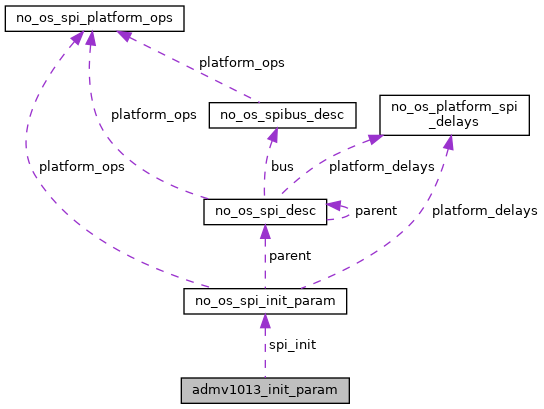 no_os_spi_platform_ops
platform_ops
no_os_spibus_desc
no_os_platform_spi
_delays
platform_ops
platform_ops
bus
platform_delays
no_os_spi_desc
parent
platform_delays
parent
no_os_spi_init_param
spi_init
admv1013_init_param